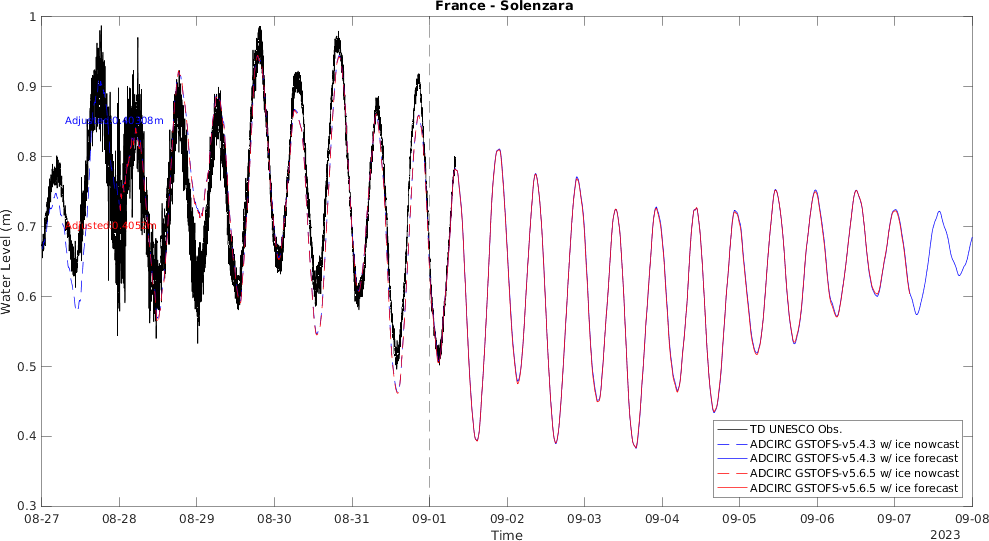 France - Solenzara
1
0.9
0.8
0.7
0.6
0.5
0.4
0.3
Water Level (m)
08-27
08-28
08-29
08-30
08-31
09-01
09-02
09-03
09-04
09-05
09-06
09-07
09-08
Time
2023
TD UNESCO Obs.
ADCIRC GSTOFS-v5.4.3 w/ ice nowcast
ADCIRC GSTOFS-v5.4.3 w/ ice forecast
ADCIRC GSTOFS-v5.6.5 w/ ice nowcast
ADCIRC GSTOFS-v5.6.5 w/ ice forecast